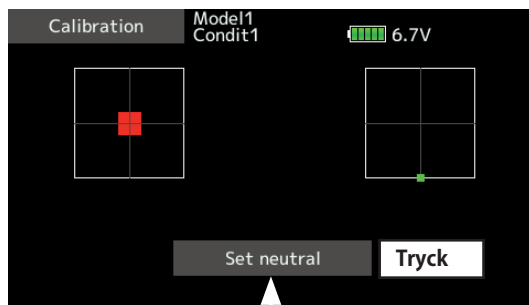 Calibration
Model1
Condit1
6.7V
Set neutral
Tryck